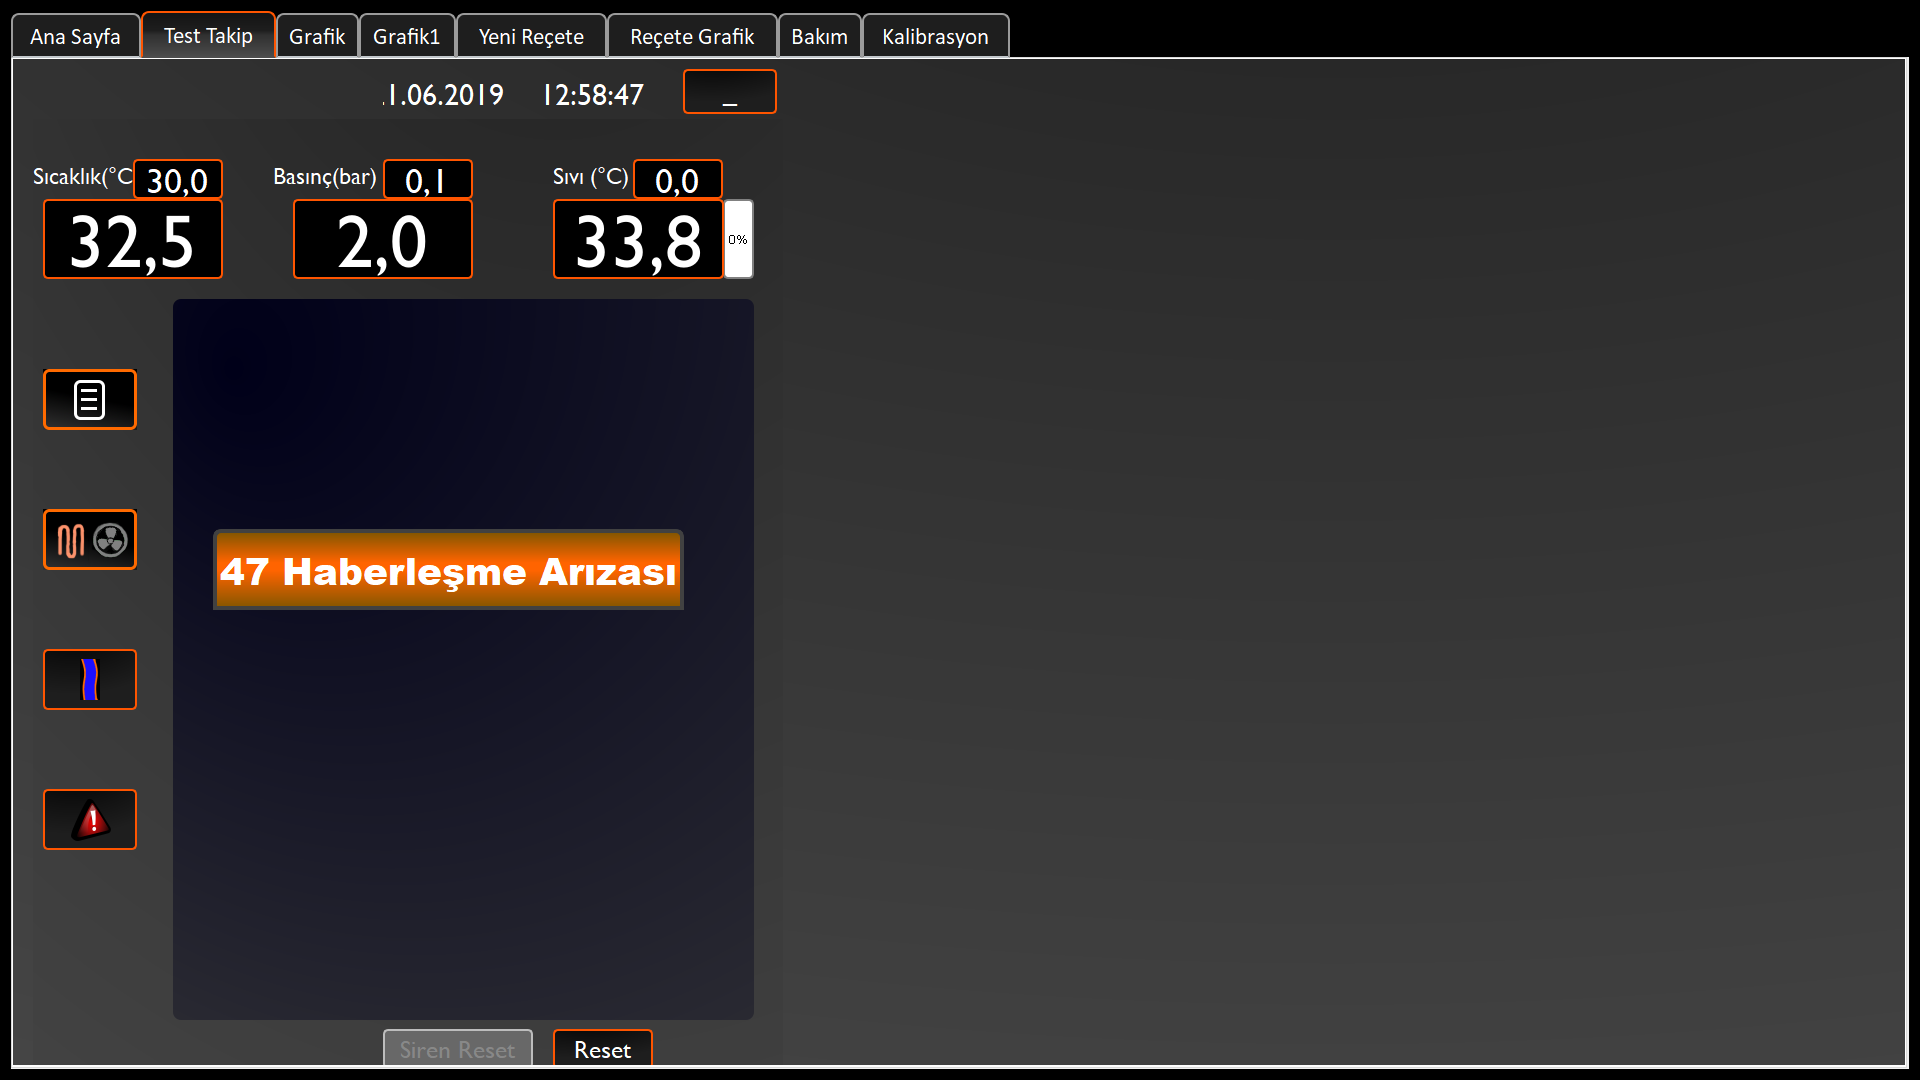 Ana Sayfa Test Takip Grafik Grafik1 Yeni Reçete Reçete Grafik Bakım Kalibrasyon
1.06.2019 12:58:47 _
Sıcaklık(°C 30,0 Basınç(bar) 0,1 Sıvı (°C) 0,0
32,5 2,0 33,8 0%
47 Haberleşme Arızası
Siren Reset Reset